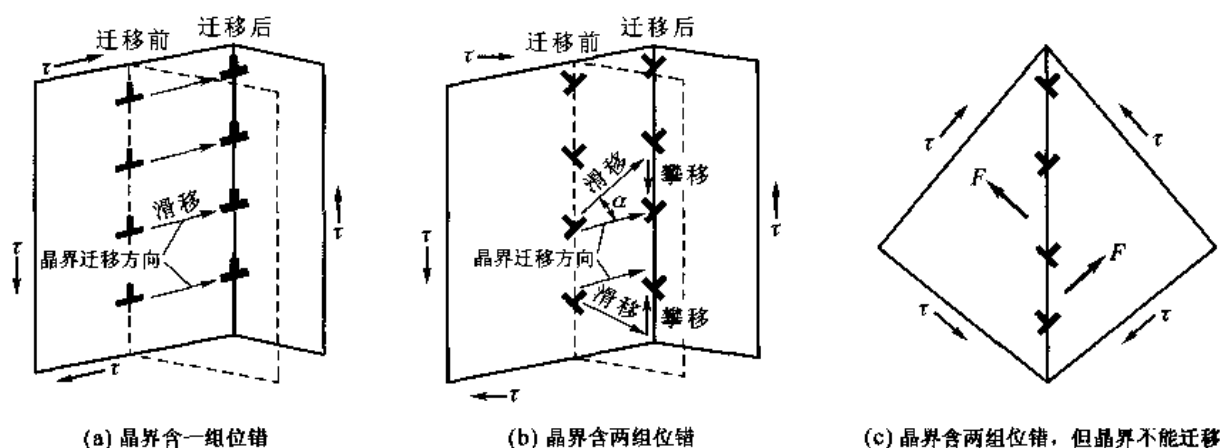 迁移前 迁移后
τ
滑移
晶界迁移方向
τ
τ
τ
(a) 晶界含一组位错
迁移前 迁移后
τ
滑移
攀移
α
晶界迁移方向
滑移
攀移
τ
τ
τ
(b) 晶界含两组位错
τ
τ
F
F
τ
τ
(c) 晶界含两组位错，但晶界不能迁移